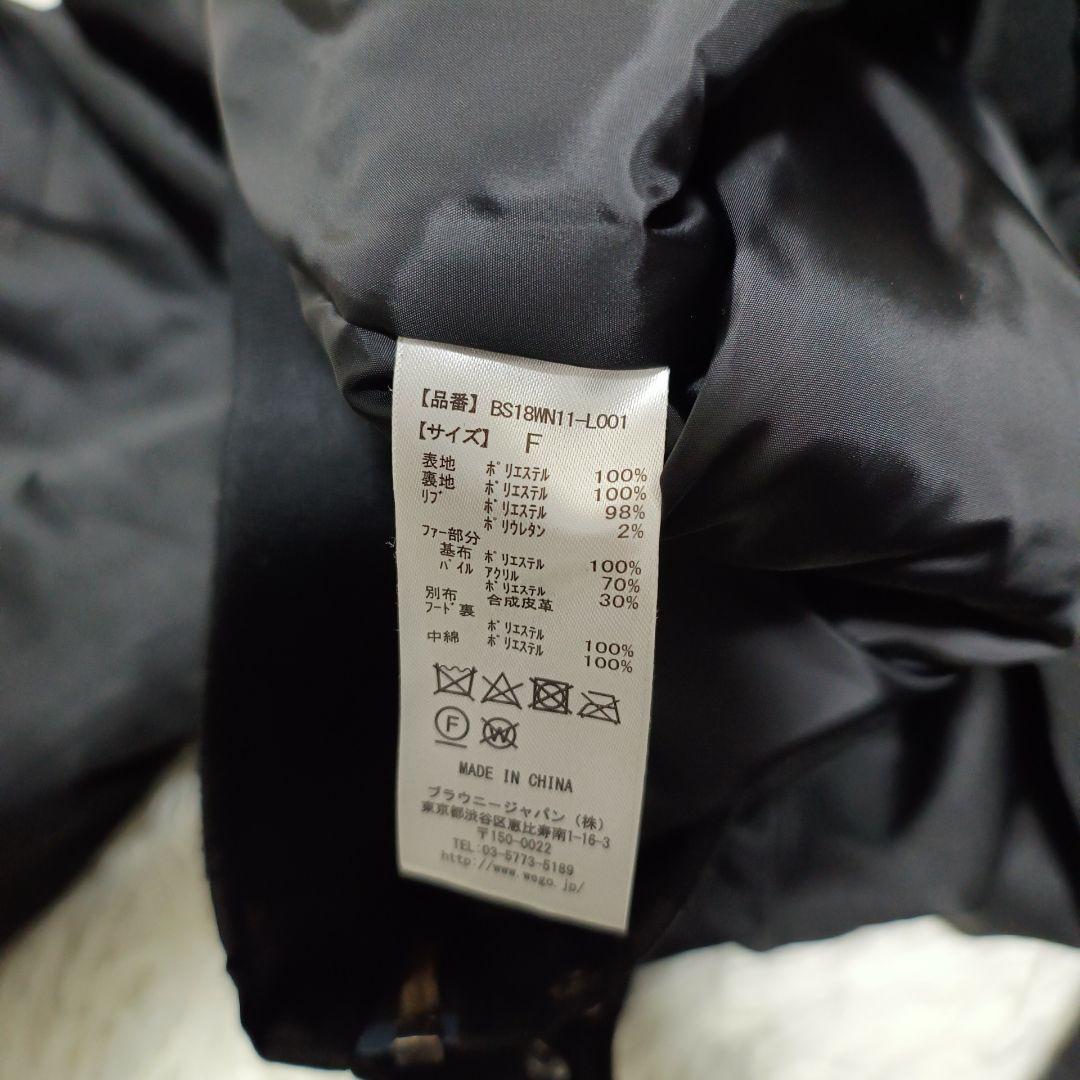 【品番】 BS18WN11-L001
【サイズ】 F
表地 ﾎﾟﾘｴｽﾃﾙ 100%
裏地 ﾎﾟﾘｴｽﾃﾙ 100%
ﾘﾌﾞ ﾎﾟﾘｴｽﾃﾙ 98%
ﾎﾟﾘｳﾚﾀﾝ 2%
ﾌｧｰ部分
基布 ﾎﾟﾘｴｽﾃﾙ 100%
ﾊﾟｲﾙ ｱｸﾘﾙ 70%
ﾎﾟﾘｴｽﾃﾙ 30%
別布 合成皮革
ﾌｰﾄﾞ裏
ﾎﾟﾘｴｽﾃﾙ 100%
中綿 ﾎﾟﾘｴｽﾃﾙ 100%
F W
MADE IN CHINA
ブラウニージャパン（株）
東京都渋谷区恵比寿南1-16-3
〒150-0022
TEL:03-5773-5189
http://www.wego.jp/